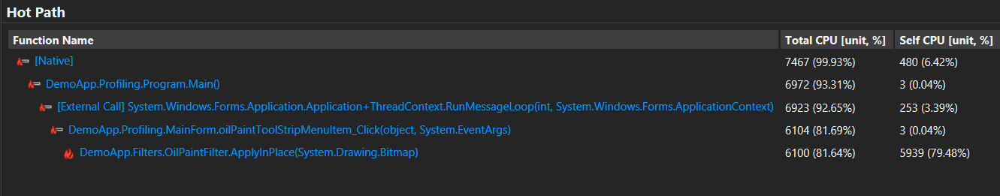 Hot Path
Function Name Total CPU [unit, %] Self CPU [unit, %]
[Native] 7467 (99.93%) 480 (6.42%)
DemoApp.Profiling.Program.Main() 6972 (93.31%) 3 (0.04%)
[External Call] System.Windows.Forms.Application.Application+ThreadContext.RunMessageLoop(int, System.Windows.Forms.ApplicationContext) 6923 (92.65%) 253 (3.39%)
DemoApp.Profiling.MainForm.oilPaintToolStripMenuItem_Click(object, System.EventArgs) 6104 (81.69%) 3 (0.04%)
DemoApp.Filters.OilPaintFilter.ApplyInPlace(System.Drawing.Bitmap) 6100 (81.64%) 5939 (79.48%)